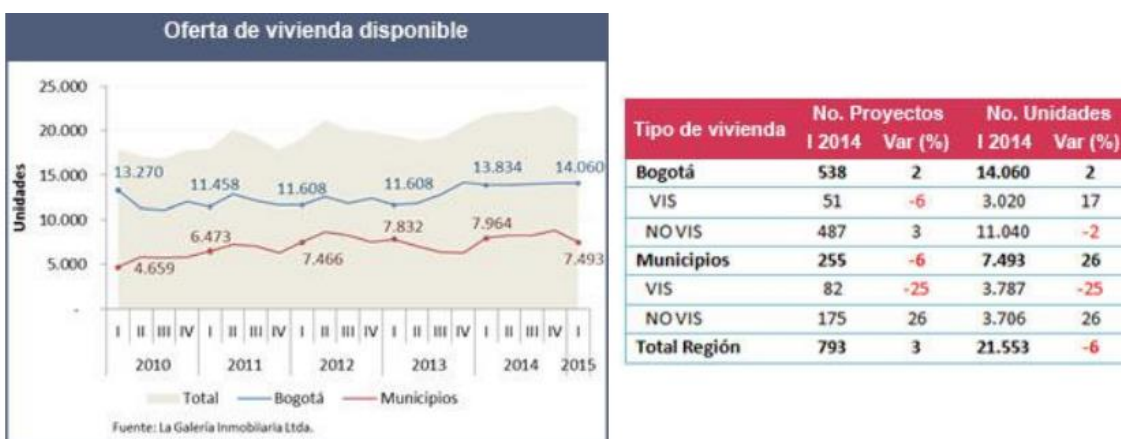 Oferta de vivienda disponible
Unidades
25.000
20.000
15.000
10.000
5.000
-
13.270
11.458
11.608
11.608
13.834
14.060
4.659
6.473
7.466
7.832
7.964
7.493
I II III IV I II III IV I II III IV I II III IV I II III IV I
2010 2011 2012 2013 2014 2015
Total Bogotá Municipios
Fuente: La Galería Inmobiliaria Ltda.
Tipo de vivienda No. Proyectos No. Unidades
I 2014 Var (%) I 2014 Var (%)
Bogotá 538 2 14.060 2
VIS 51 -6 3.020 17
NO VIS 487 3 11.040 -2
Municipios 255 -6 7.493 26
VIS 82 -25 3.787 -25
NO VIS 175 26 3.706 26
Total Región 793 3 21.553 -6